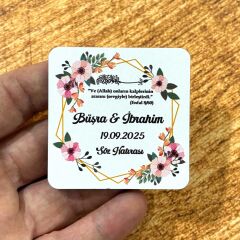 "Ve (Allah) onların kalplerinin
arasını (sevgiyle) birleştirdi."
(Enfal 8/63)
Büşra & İbrahim
19.09.2025
Söz Hatırası